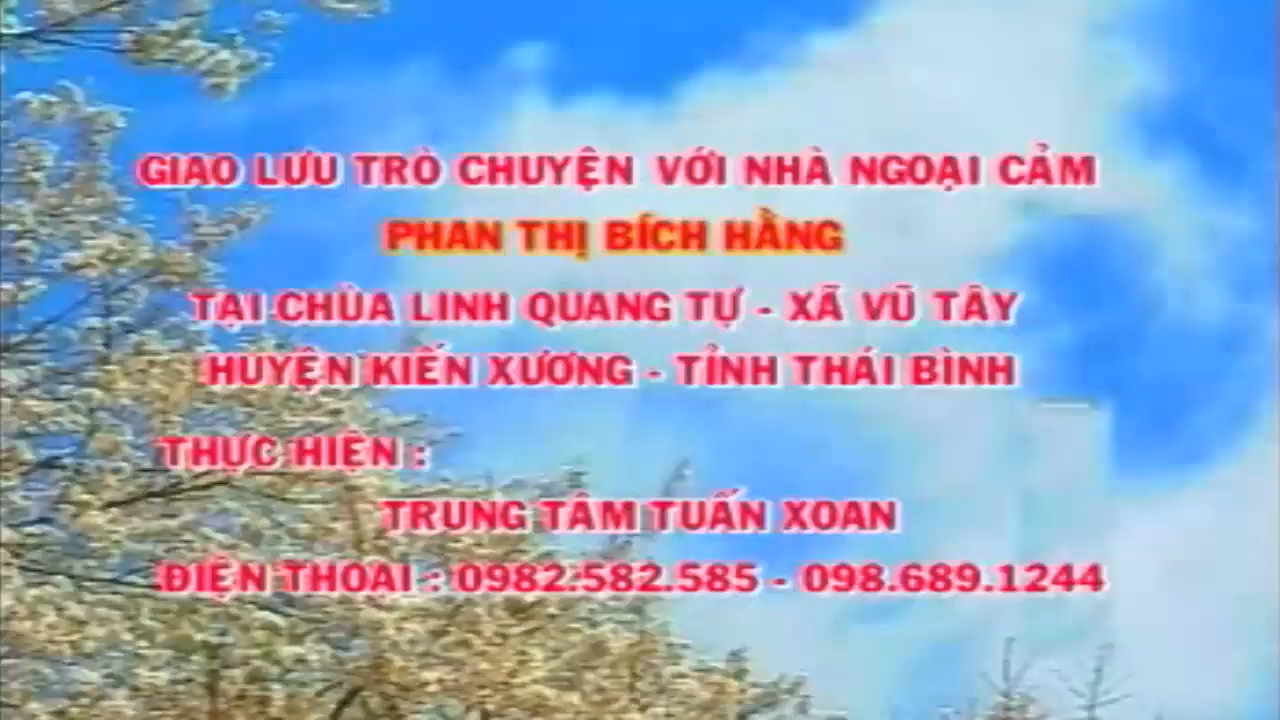 GIAO LƯU TRÒ CHUYỆN VỚI NHÀ NGOẠI CẢM
PHAN THỊ BÍCH HẰNG
TẠI CHÙA LINH QUANG TỰ - XÃ VŨ TÂY
HUYỆN KIẾN XƯƠNG - TỈNH THÁI BÌNH
THỰC HIỆN :
TRUNG TÂM TUẤN XOAN
ĐIỆN THOẠI : 0982.582.585 - 098.689.1244